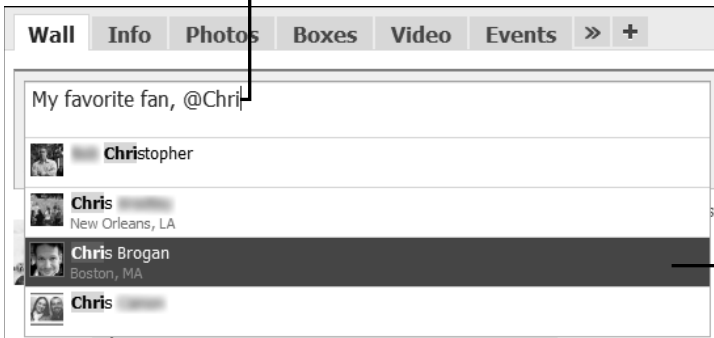 Wall Info Photos Boxes Video Events » +
My favorite fan, @Chri
Christopher
Chris
New Orleans, LA
Chris Brogan
Boston, MA
Chris